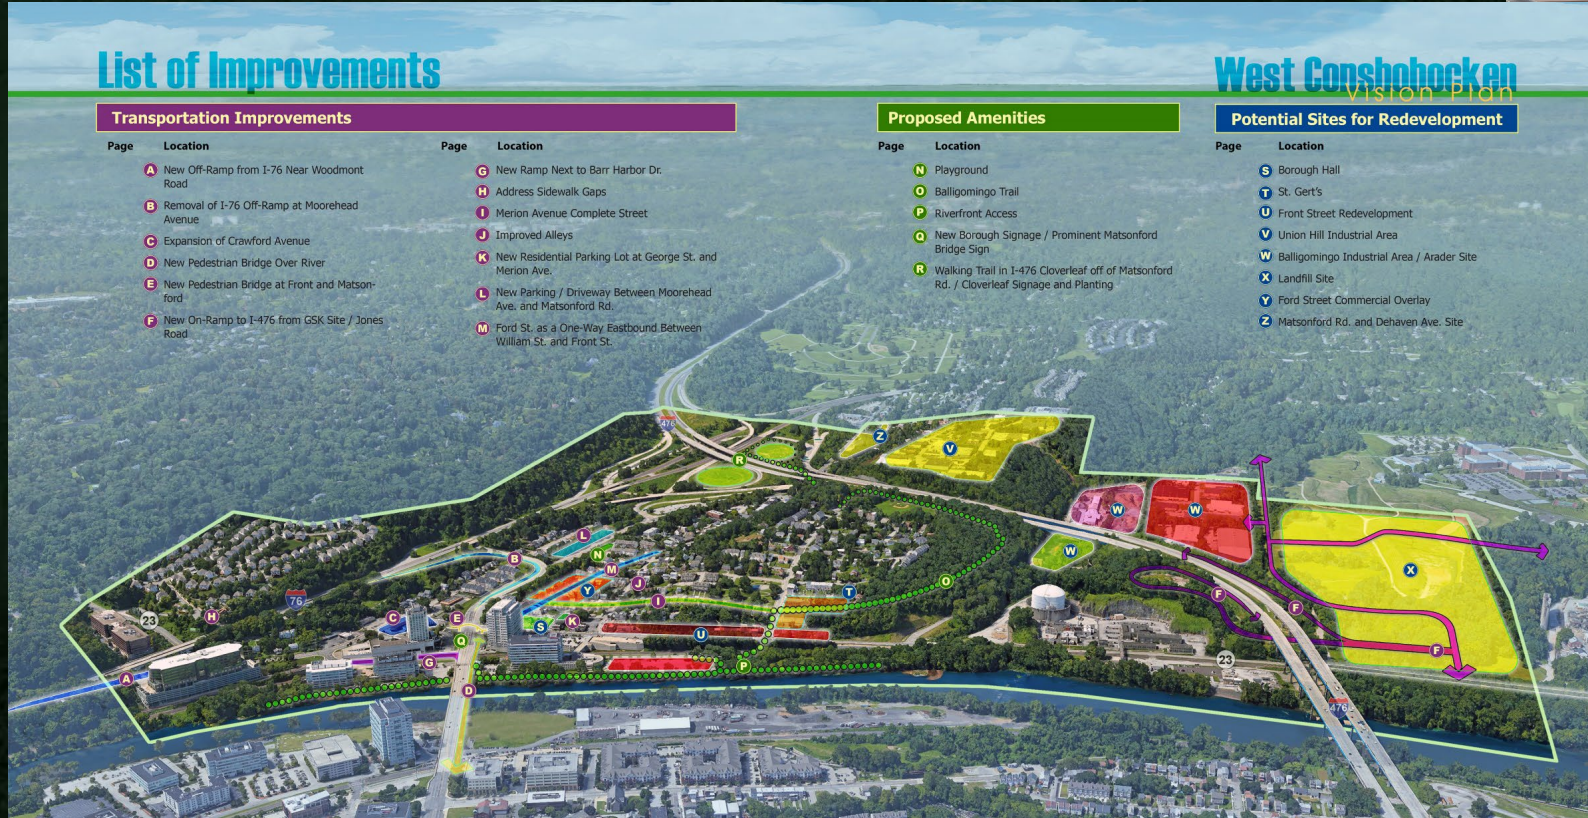 List of Improvements
West Conshohocken
Vision Plan
Transportation Improvements
Page Location
A New Off-Ramp from I-76 Near Woodmont
Road
B Removal of I-76 Off-Ramp at Moorehead
Avenue
C Expansion of Crawford Avenue
D New Pedestrian Bridge Over River
E New Pedestrian Bridge at Front and Matson-
ford
F New On-Ramp to I-476 from GSK Site / Jones
Road
Page Location
G New Ramp Next to Barr Harbor Dr.
H Address Sidewalk Gaps
I Merion Avenue Complete Street
J Improved Alleys
K New Residential Parking Lot at George St. and
Merion Ave.
L New Parking / Driveway Between Moorehead
Ave. and Matsonford Rd.
M Ford St. as a One-Way Eastbound Between
William St. and Front St.
Proposed Amenities
Page Location
N Playground
O Balligomingo Trail
P Riverfront Access
Q New Borough Signage / Prominent Matsonford
Bridge Sign
R Walking Trail in I-476 Cloverleaf off of Matsonford
Rd. / Cloverleaf Signage and Planting
Potential Sites for Redevelopment
Page Location
S Borough Hall
T St. Gert's
U Front Street Redevelopment
V Union Hill Industrial Area
W Balligomingo Industrial Area / Arader Site
X Landfill Site
Y Ford Street Commercial Overlay
Z Matsonford Rd. and Dehaven Ave. Site
476
Z
V
R
W
W
L
N
B
W
M
Y
J
O
X
T
I
F
F
76
H
23
C
E
S
K
U
Q
G
P
F
23
A
D
476